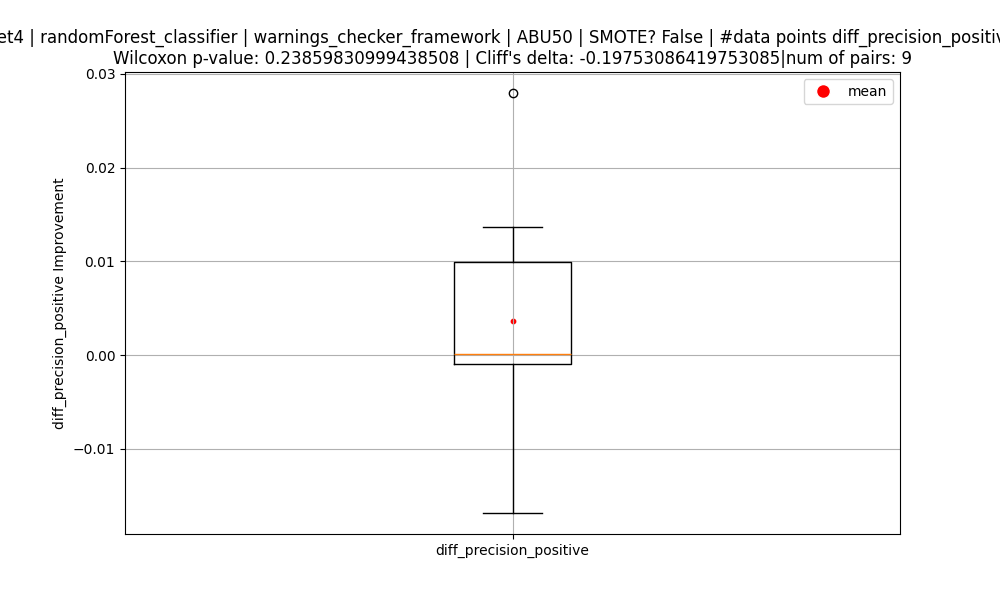 et4 | randomForest_classifier | warnings_checker_framework | ABU50 | SMOTE? False | #data points diff_precision_positiv
Wilcoxon p-value: 0.23859830999438508 | Cliff's delta: -0.19753086419753085|num of pairs: 9
mean
0.03
0.02
0.01
0.00
−0.01
diff_precision_positive Improvement
diff_precision_positive